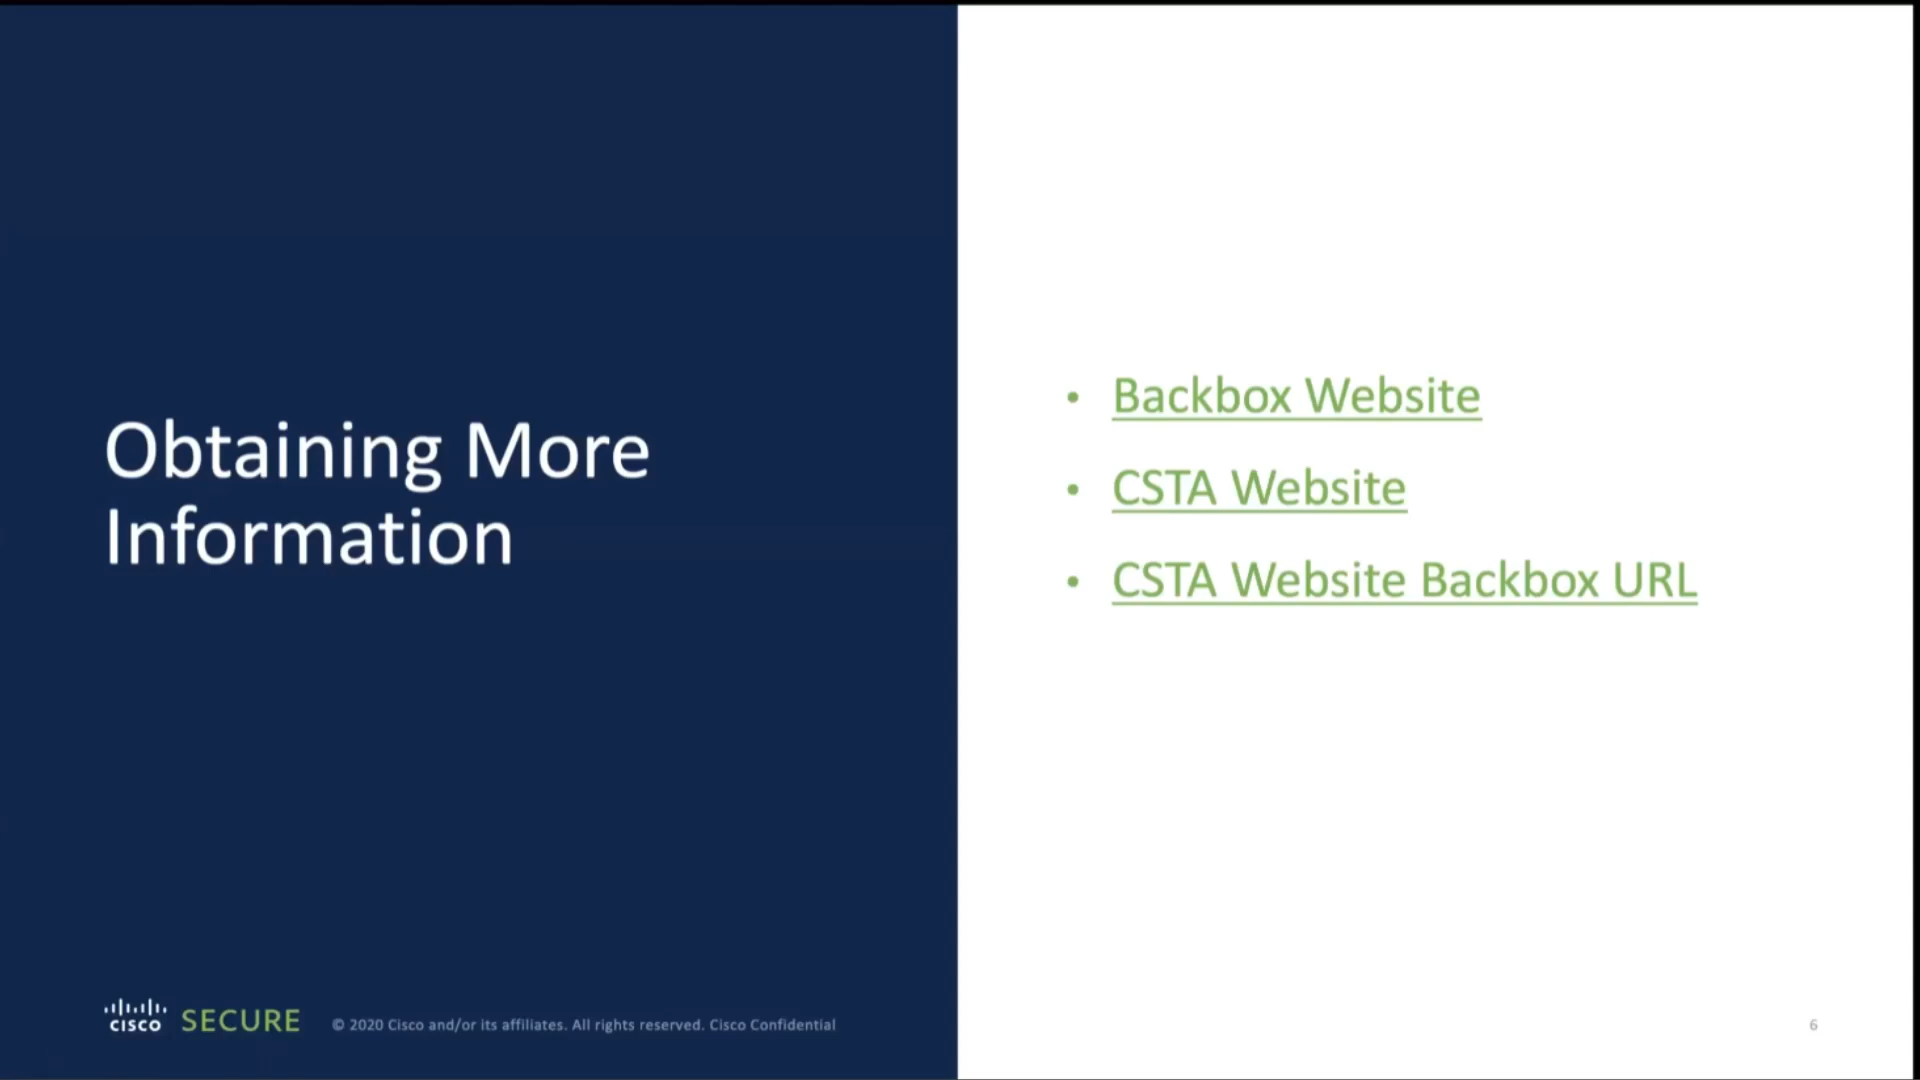 Obtaining More
Information
• Backbox Website
• CSTA Website
• CSTA Website Backbox URL
CISCO SECURE © 2020 Cisco and/or its affiliates. All rights reserved. Cisco Confidential
6